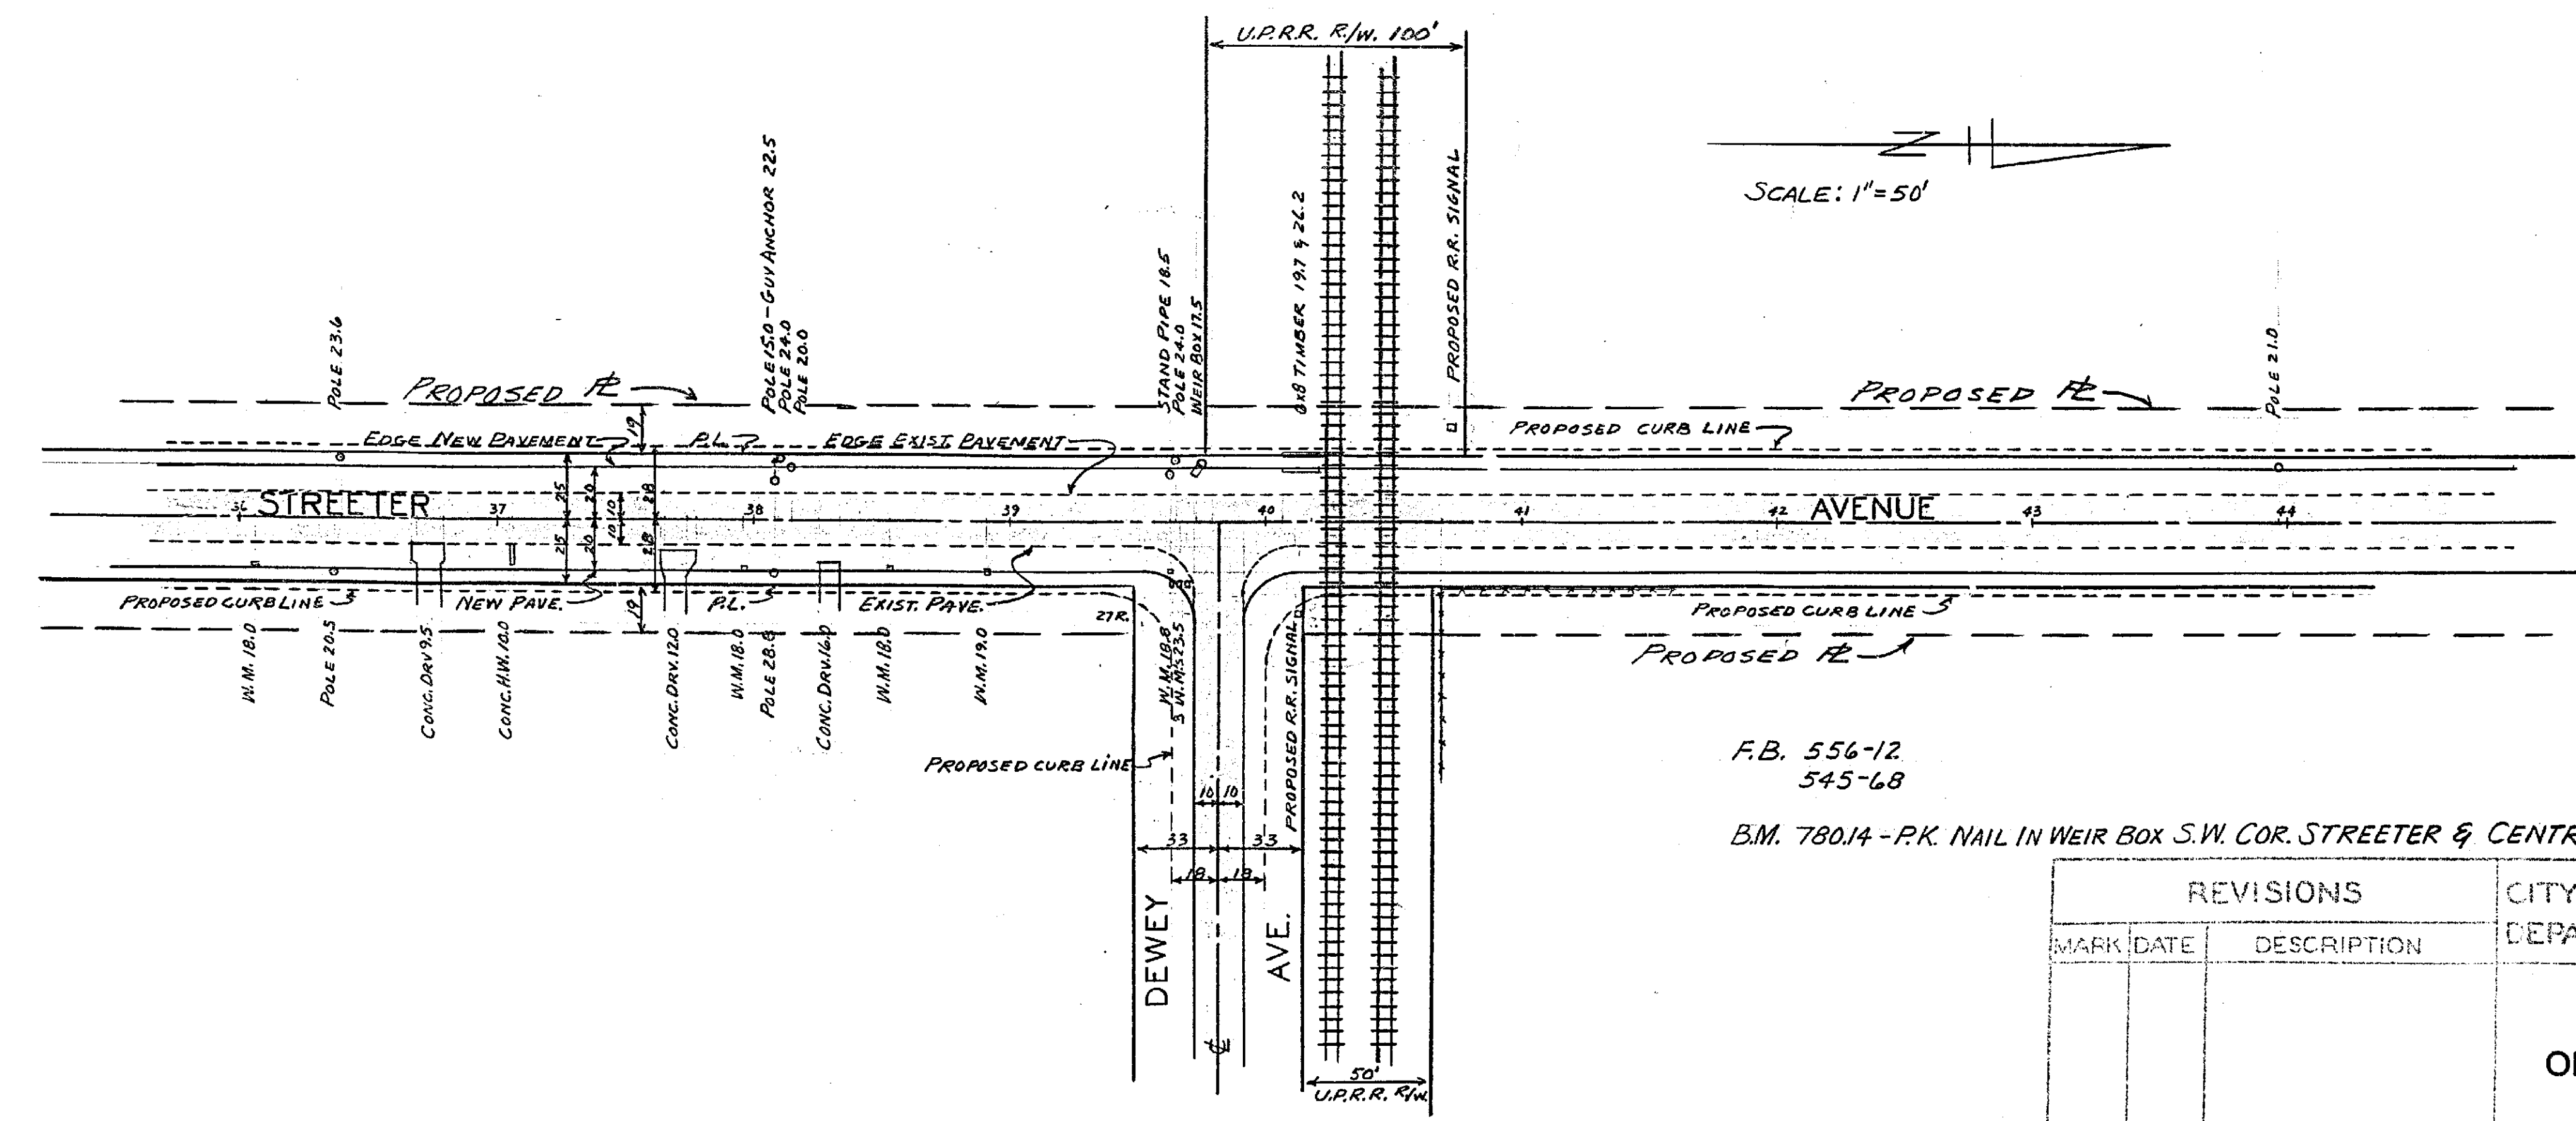 U.P.R.R. R/W. 100'
SCALE: 1"=50'
POLE 23.6
POLE 15.0 - GUY ANCHOR 22.5
POLE 24.0
POLE 20.0
STAND PIPE 18.5
POLE 24.0
WEIR BOX 17.5
6X8 TIMBER 19.7 & 26.2
PROPOSED R.R. SIGNAL
POLE 21.0
PROPOSED PL
PROPOSED PL
19
EDGE NEW PAVEMENT
P.L.
EDGE EXIST. PAVEMENT
PROPOSED CURB LINE
25
20
10
28
STREETER
AVENUE
36
37
38
39
40
41
42
43
44
25
20
10
28
PROPOSED CURB LINE
NEW PAVE.
19
P.L.
EXIST. PAVE.
27 R.
PROPOSED CURB LINE
PROPOSED PL
W.M. 18.0
POLE 20.5
CONC. DRV 9.5
CONC. H.W. 10.0
CONC. DRV. 12.0
W.M. 18.0
POLE 28.8
CONC. DRV. 16.0
W.M. 18.0
W.M. 19.0
W.M. 18.8
3 W.M.S 23.5
PROPOSED R.R. SIGNAL
PROPOSED CURB LINE
10 10
33 33
18 18
DEWEY
AVE.
50'
U.P.R.R. R/W.
F.B. 556-12
545-68
B.M. 780.14 - P.K. NAIL IN WEIR BOX S.W. COR. STREETER & CENTR
REVISIONS
MARK DATE DESCRIPTION
CITY
DEPA